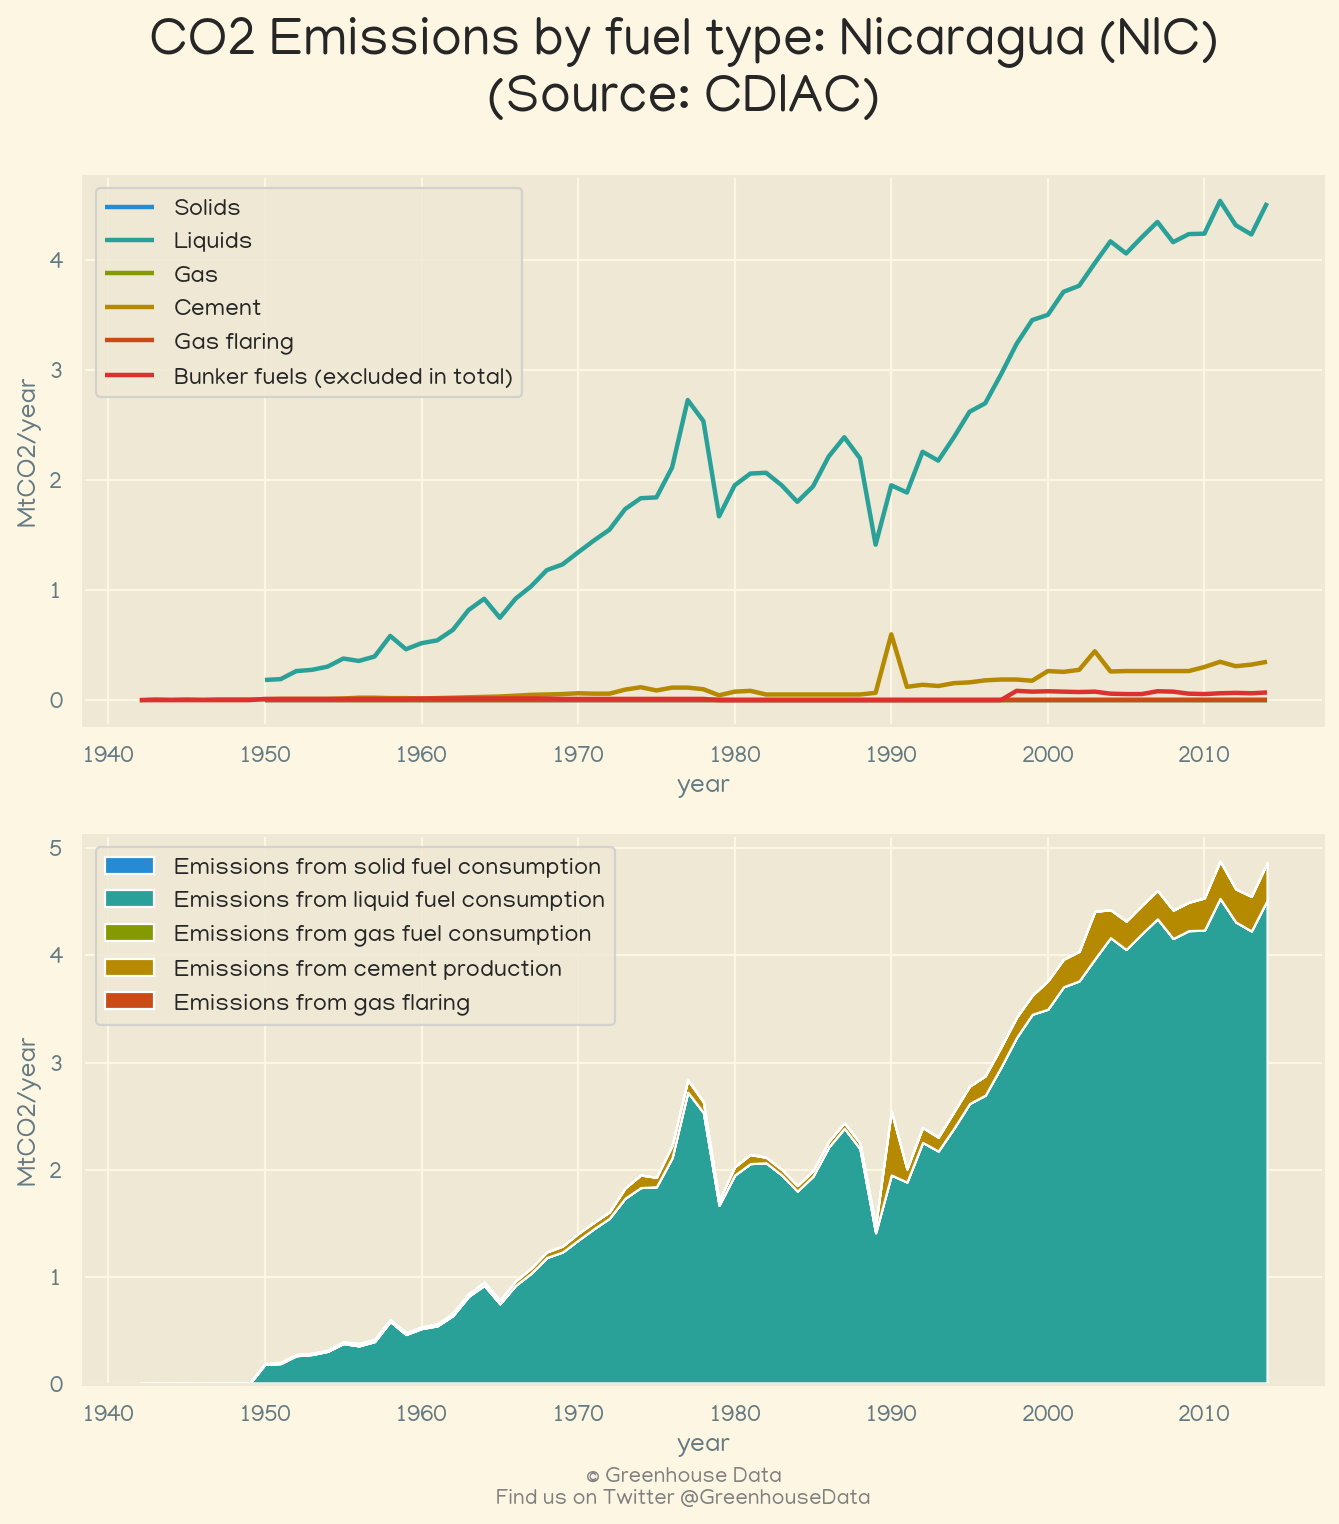 CO2 Emissions by fuel type: Nicaragua (NIC)
(Source: CDIAC)
Solids
Liquids
Gas
Cement
Gas flaring
Bunker fuels (excluded in total)
MtCO2/year
4
3
2
1
0
1940 1950 1960 1970 1980 1990 2000 2010
year
Emissions from solid fuel consumption
Emissions from liquid fuel consumption
Emissions from gas fuel consumption
Emissions from cement production
Emissions from gas flaring
MtCO2/year
5
4
3
2
1
0
1940 1950 1960 1970 1980 1990 2000 2010
year
© Greenhouse Data
Find us on Twitter @GreenhouseData